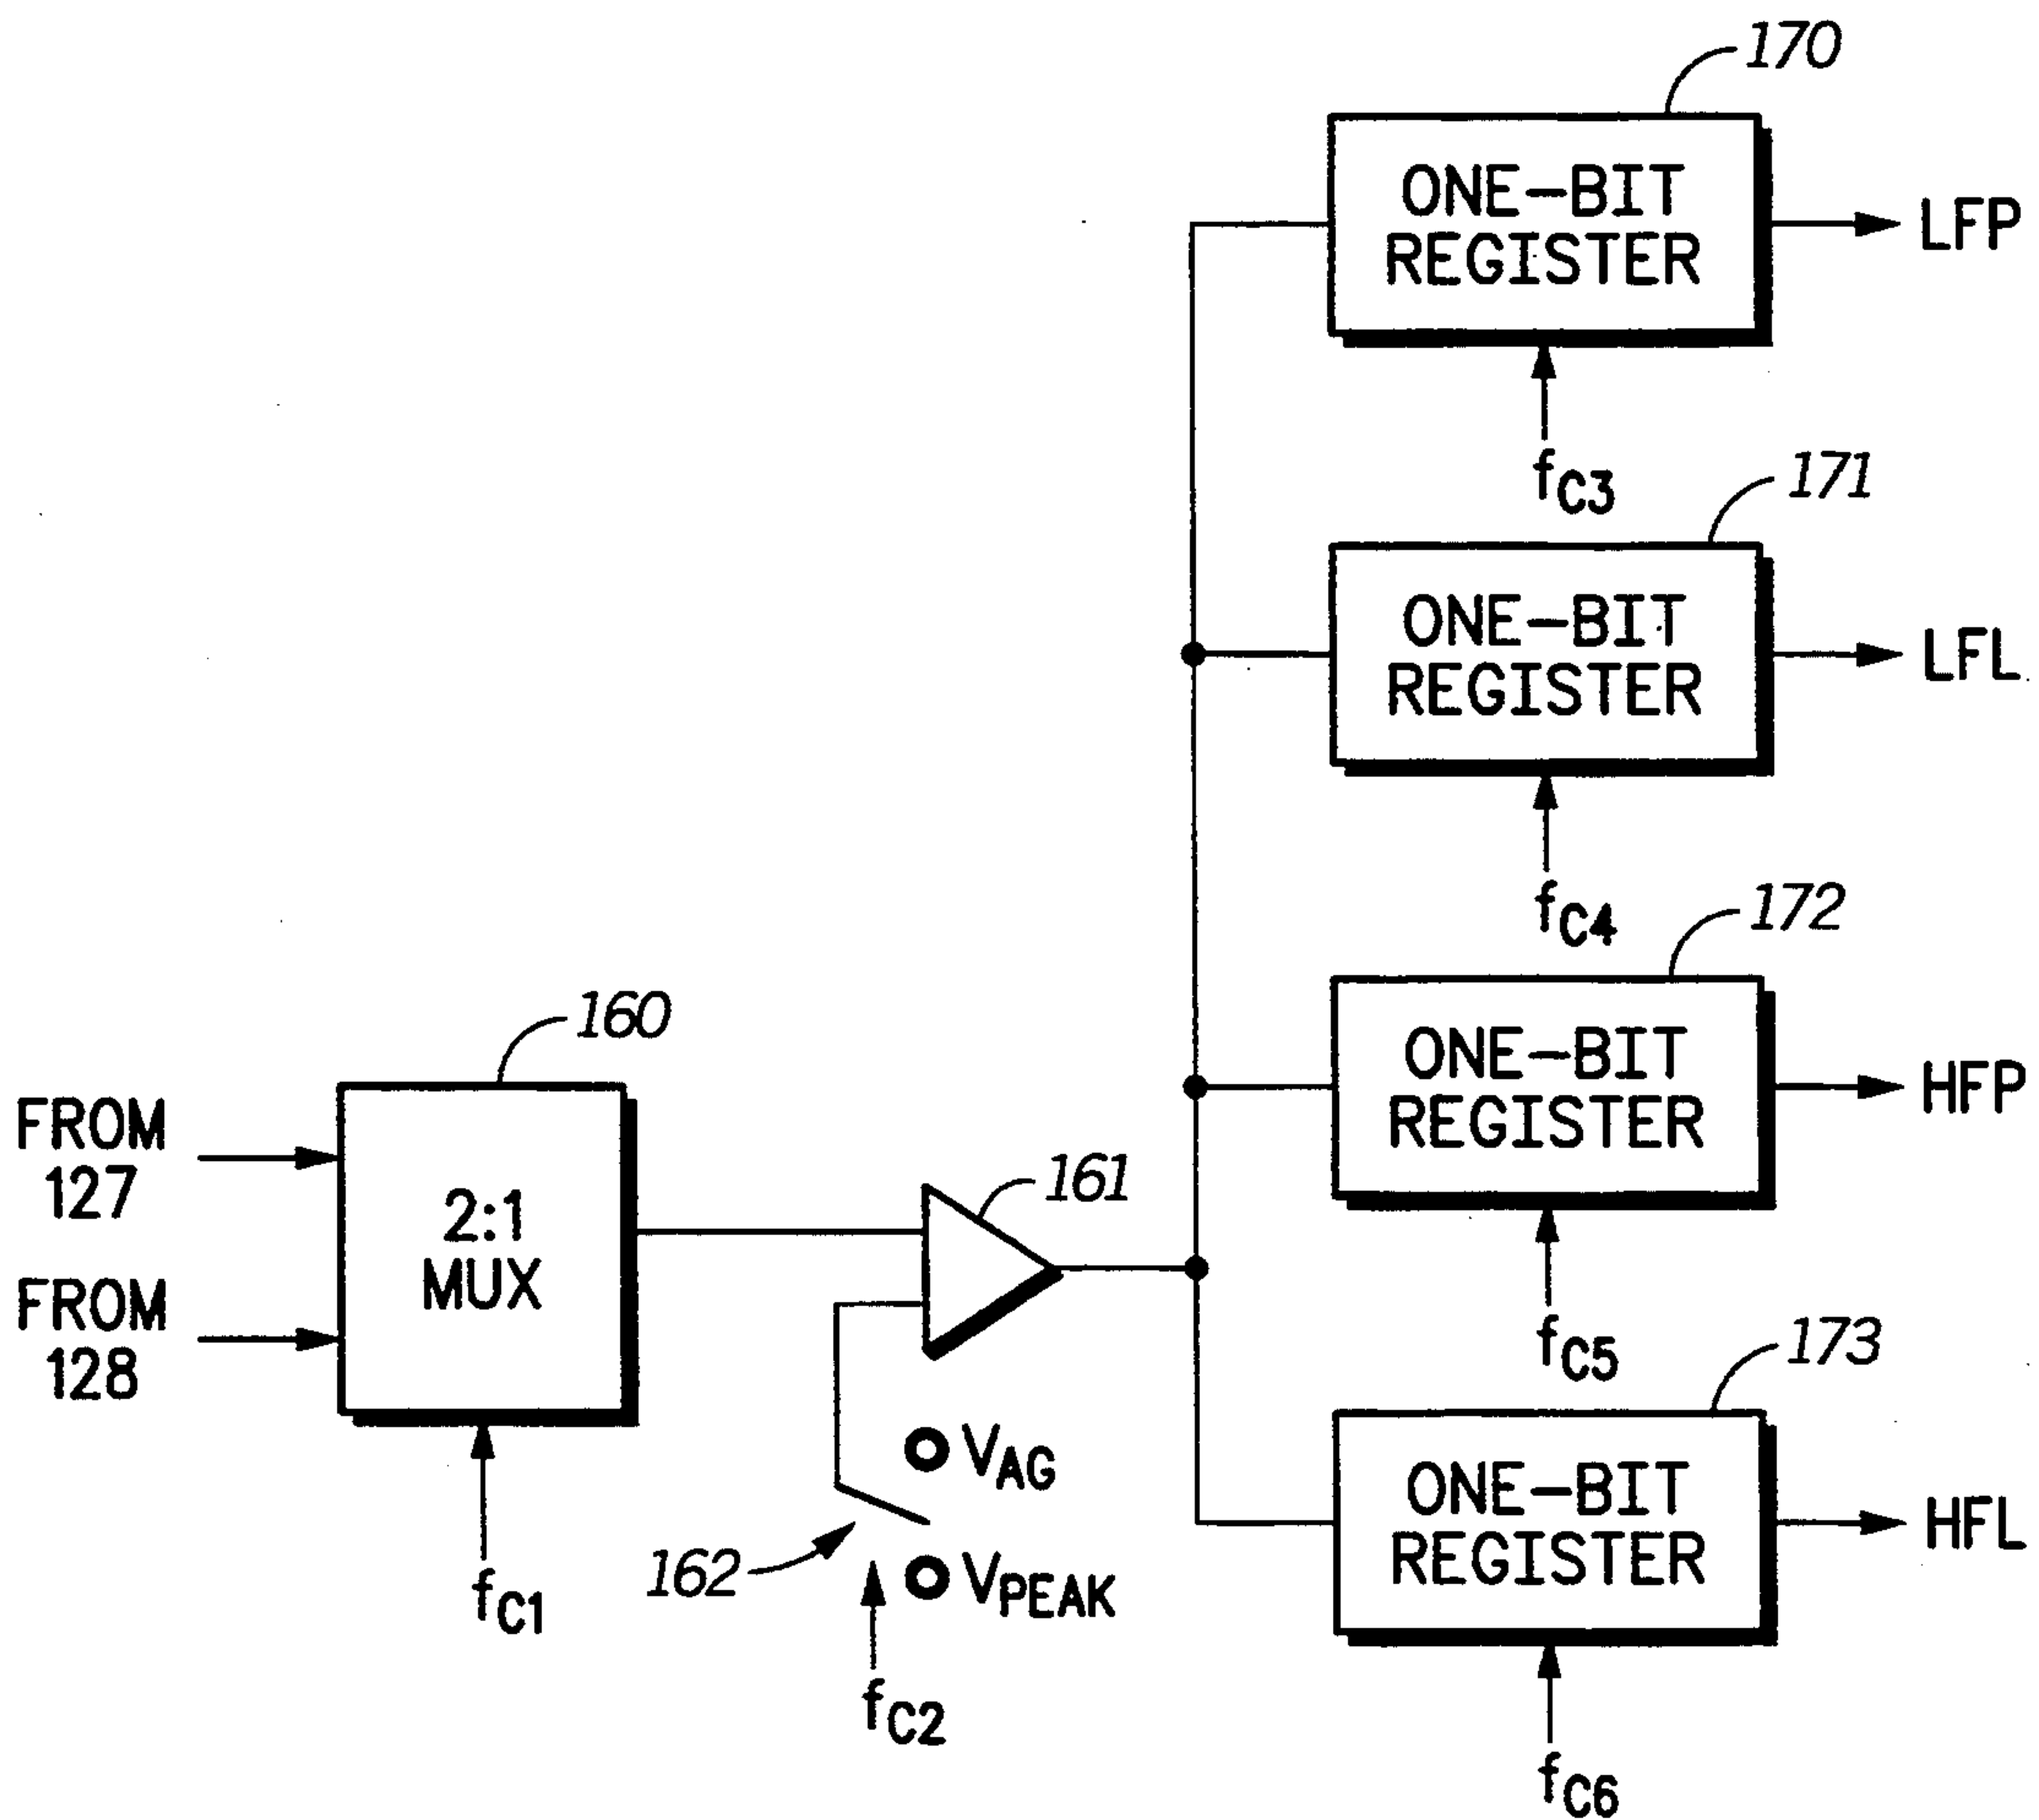 170
ONE-BIT
REGISTER
LFP
fC3
171
ONE-BIT
REGISTER
LFL
fC4
172
ONE-BIT
REGISTER
HFP
fC5
173
ONE-BIT
REGISTER
HFL
fC6
160
FROM
127
FROM
128
2:1
MUX
fC1
161
VAG
162
VPEAK
fC2